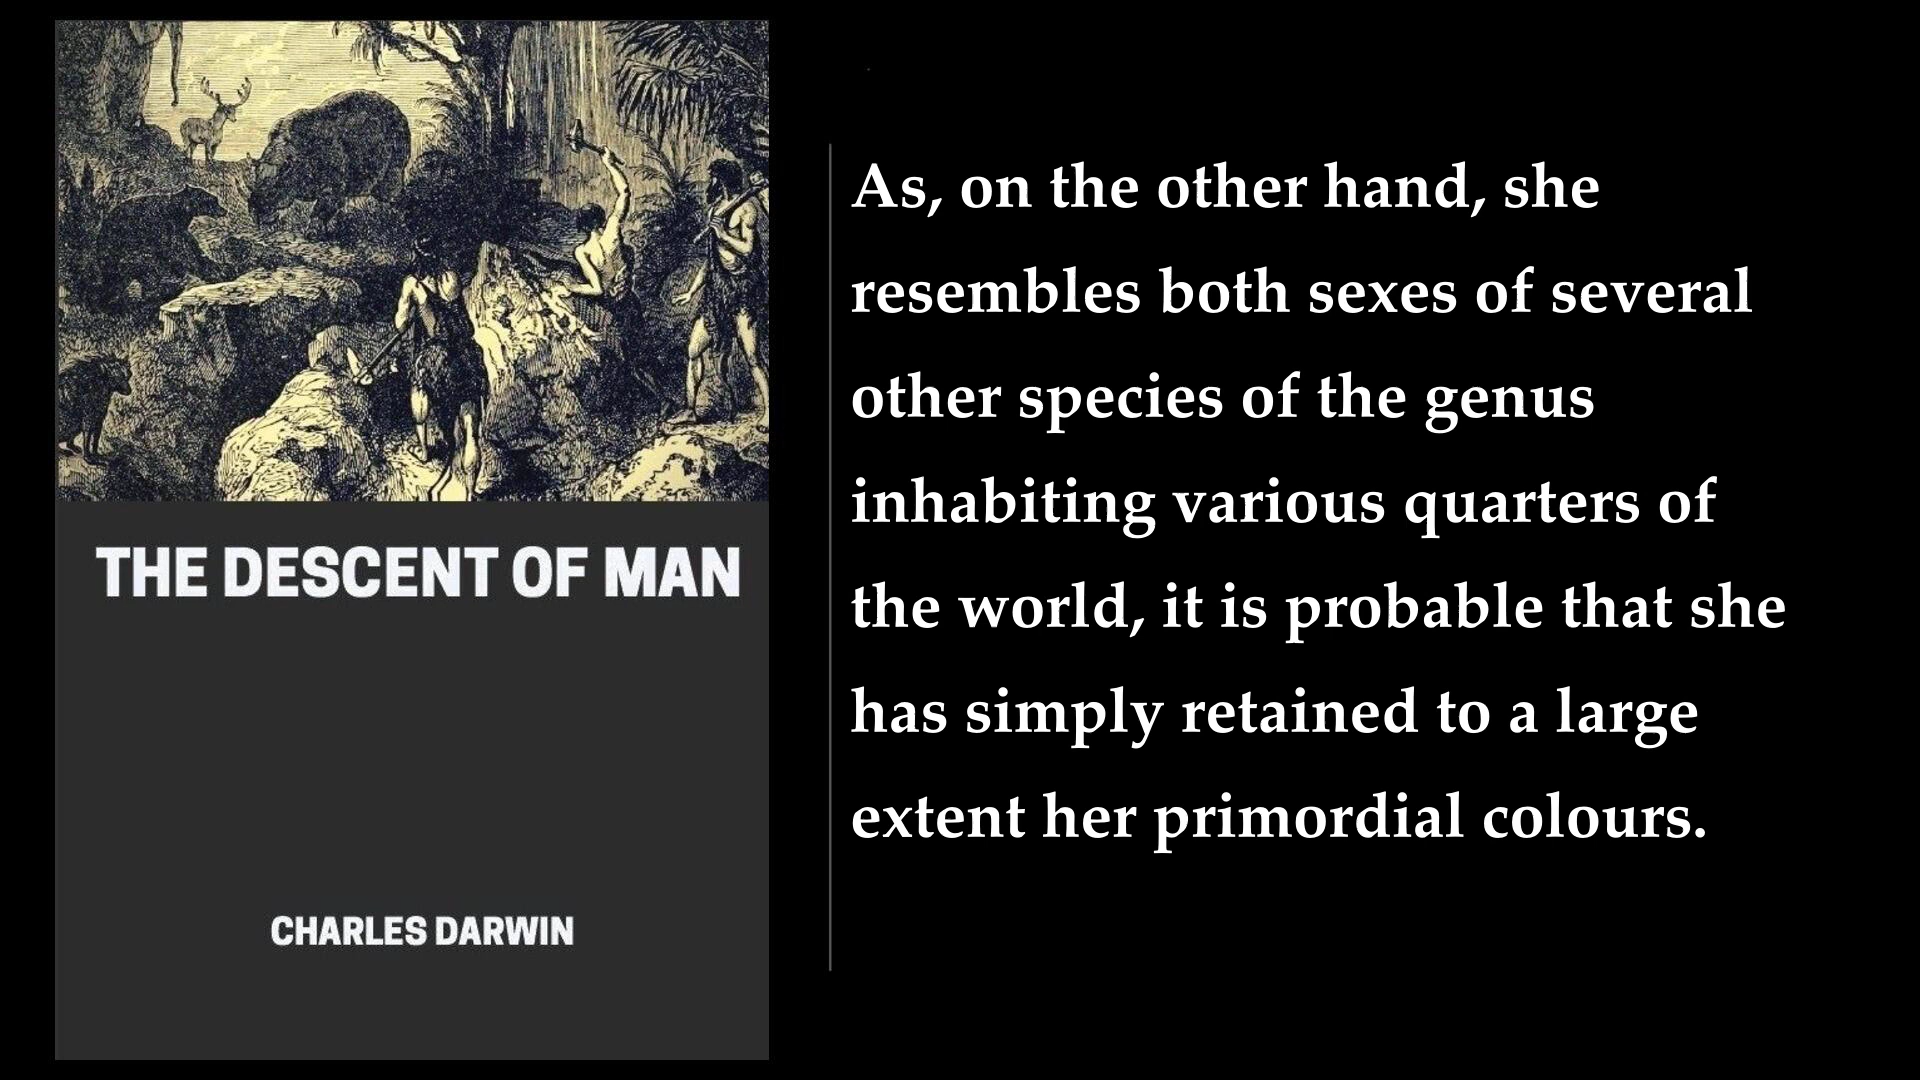 THE DESCENT OF MAN
CHARLES DARWIN
As, on the other hand, she
resembles both sexes of several
other species of the genus
inhabiting various quarters of
the world, it is probable that she
has simply retained to a large
extent her primordial colours.